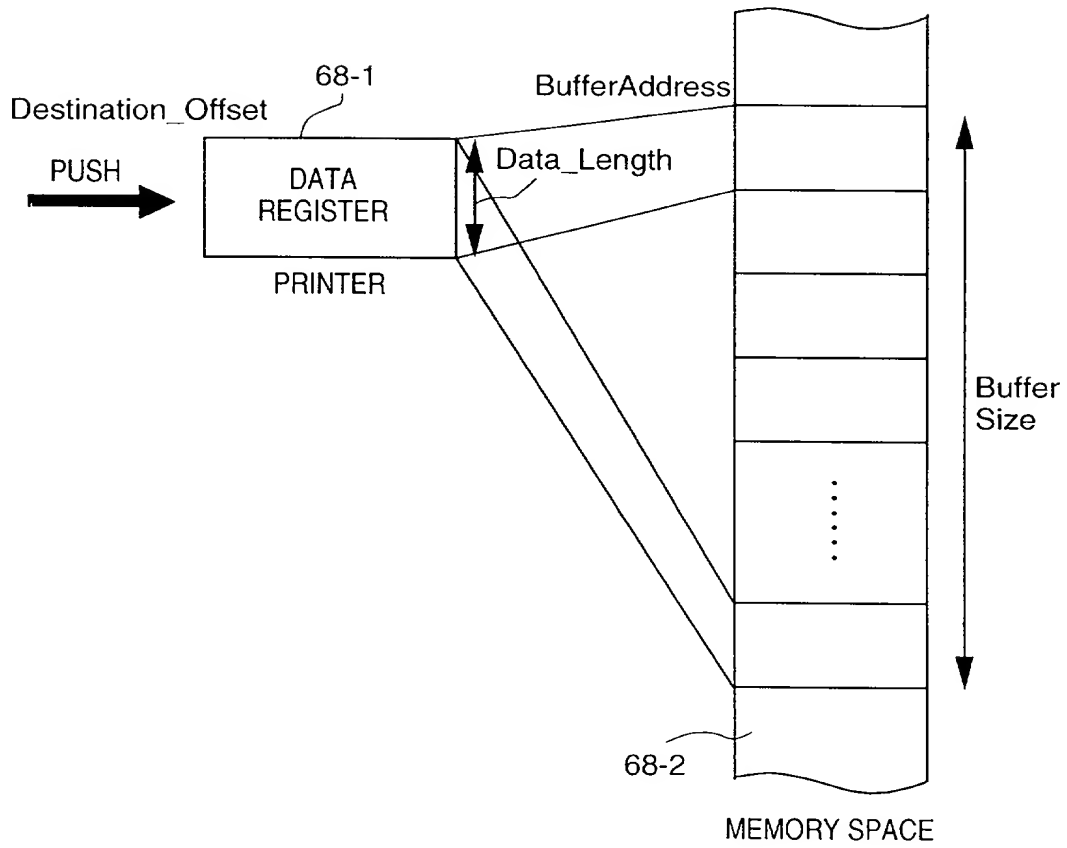 68-1
BufferAddress
Destination_Offset
PUSH
DATA
REGISTER
Data_Length
PRINTER
Buffer
Size
68-2
MEMORY SPACE